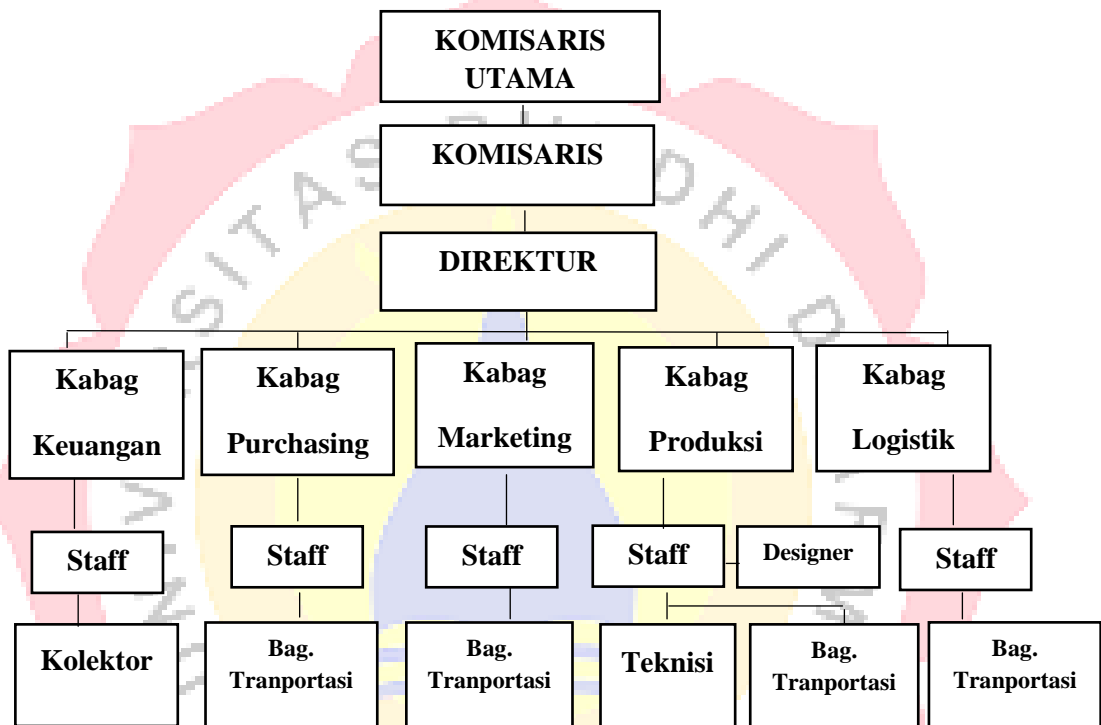 KOMISARIS
UTAMA
KOMISARIS
DIREKTUR
Kabag
Keuangan
Kabag
Purchasing
Kabag
Marketing
Kabag
Produksi
Kabag
Logistik
Staff
Staff
Staff
Staff
Designer
Staff
Kolektor
Bag.
Tranportasi
Bag.
Tranportasi
Teknisi
Bag.
Tranportasi
Bag.
Tranportasi